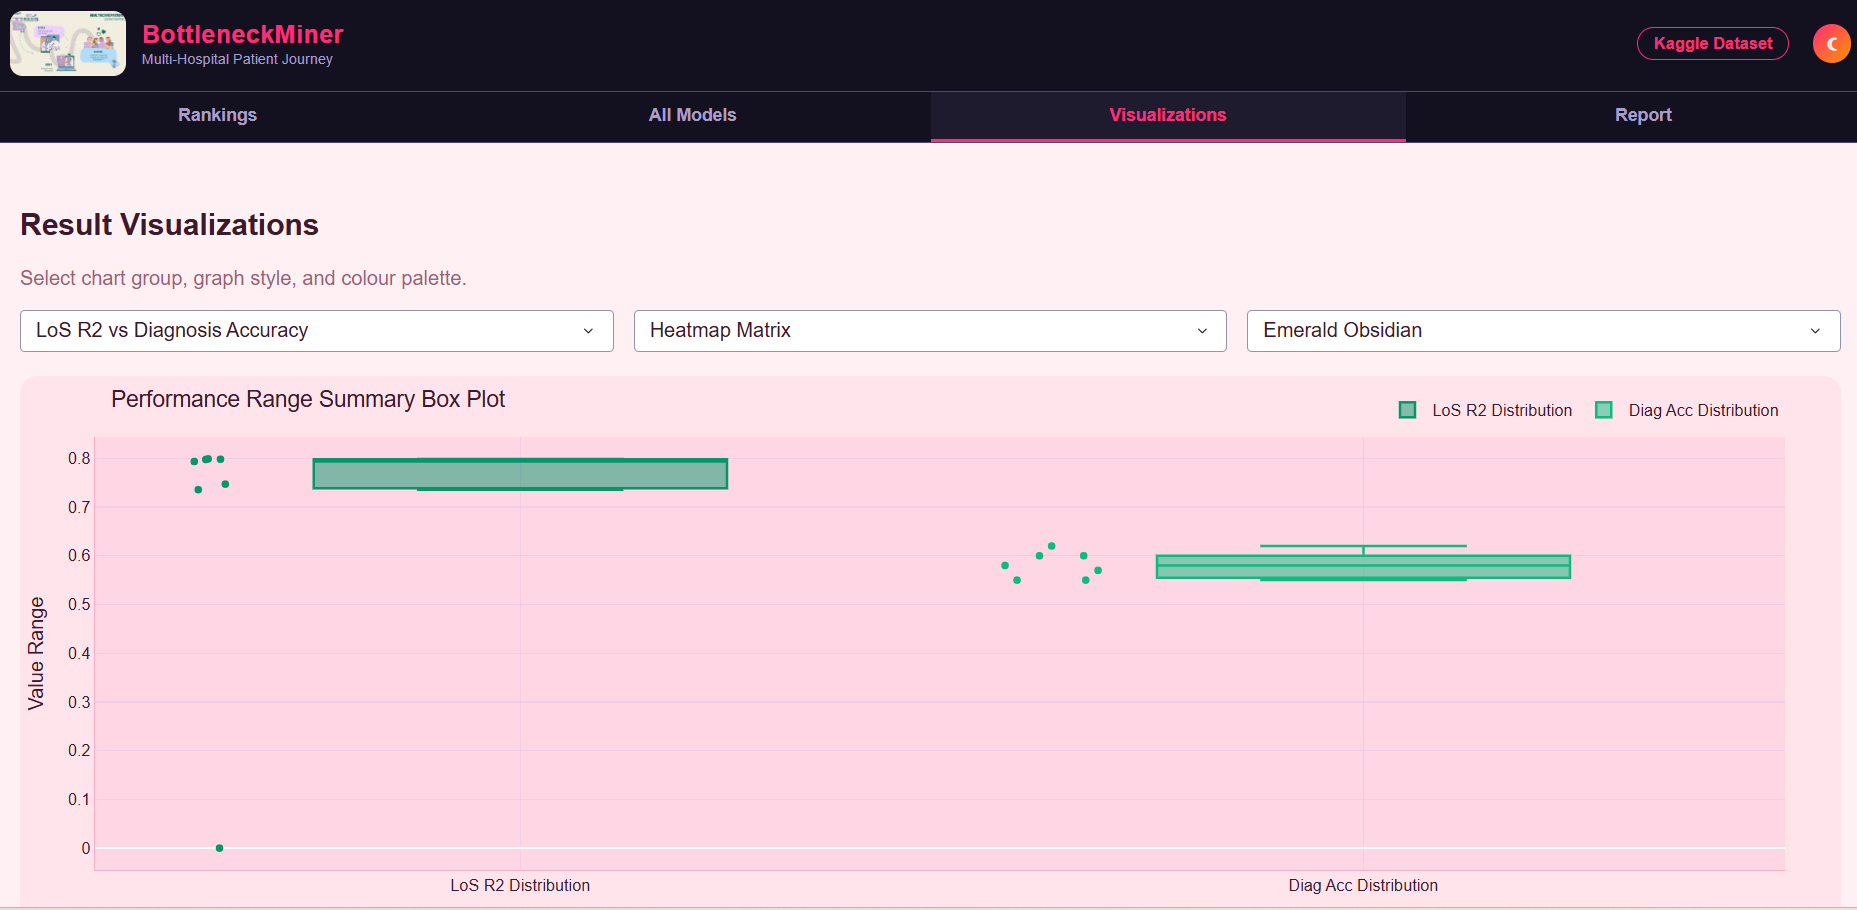 BottleneckMiner
Multi-Hospital Patient Journey
Kaggle Dataset
Rankings
All Models
Visualizations
Report
Result Visualizations
Select chart group, graph style, and colour palette.
LoS R2 vs Diagnosis Accuracy
Heatmap Matrix
Emerald Obsidian
Performance Range Summary Box Plot
LoS R2 Distribution
Diag Acc Distribution
Value Range
0.8
0.7
0.6
0.5
0.4
0.3
0.2
0.1
0
LoS R2 Distribution
Diag Acc Distribution